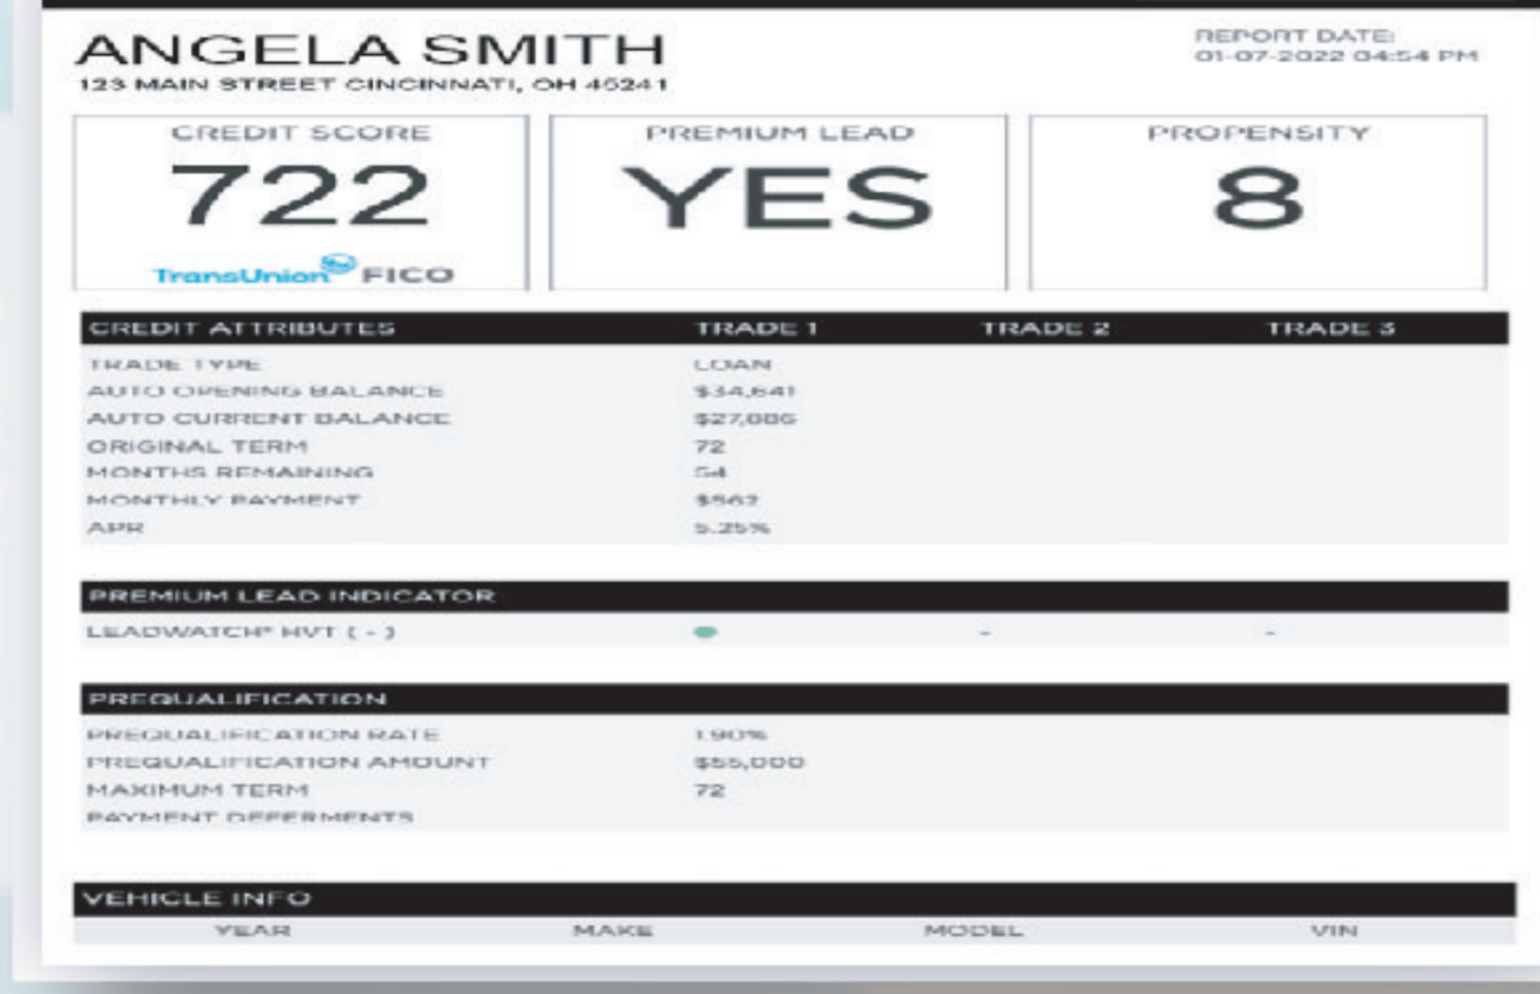 ANGELA SMITH
REPORT DATE:
123 MAIN STREET CINCINNATI, OH 45241
01-07-2022 04:54 PM
CREDIT SCORE PREMIUM LEAD PROPENSITY
722 YES 8
TransUnion FICO
CREDIT ATTRIBUTES TRADE 1 TRADE 2 TRADE 3
TRADE TYPE LOAN
AUTO OPENING BALANCE $34,641
AUTO CURRENT BALANCE
ORIGINAL TERM 72
MONTHS REMAINING 54
MONTHLY PAYMENT $562
APR 5.25%
PREMIUM LEAD INDICATOR
LEADWATCH® HVT ( - ) - -
PREQUALIFICATION
PREQUALIFICATION RATE 1.90%
PREQUALIFICATION AMOUNT $55,000
MAXIMUM TERM 72
PAYMENT DEFERMENTS
VEHICLE INFO
YEAR MAKE MODEL VIN